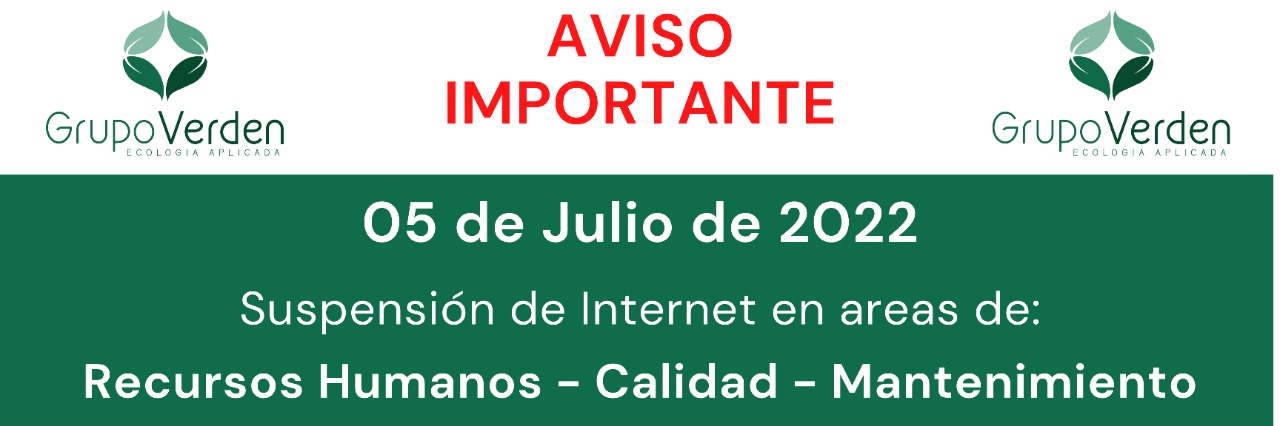 AVISO
IMPORTANTE
GrupoVerden
ECOLOGIA APLICADA
GrupoVerden
ECOLOGIA APLICADA
05 de Julio de 2022
Suspensión de Internet en areas de:
Recursos Humanos - Calidad - Mantenimiento